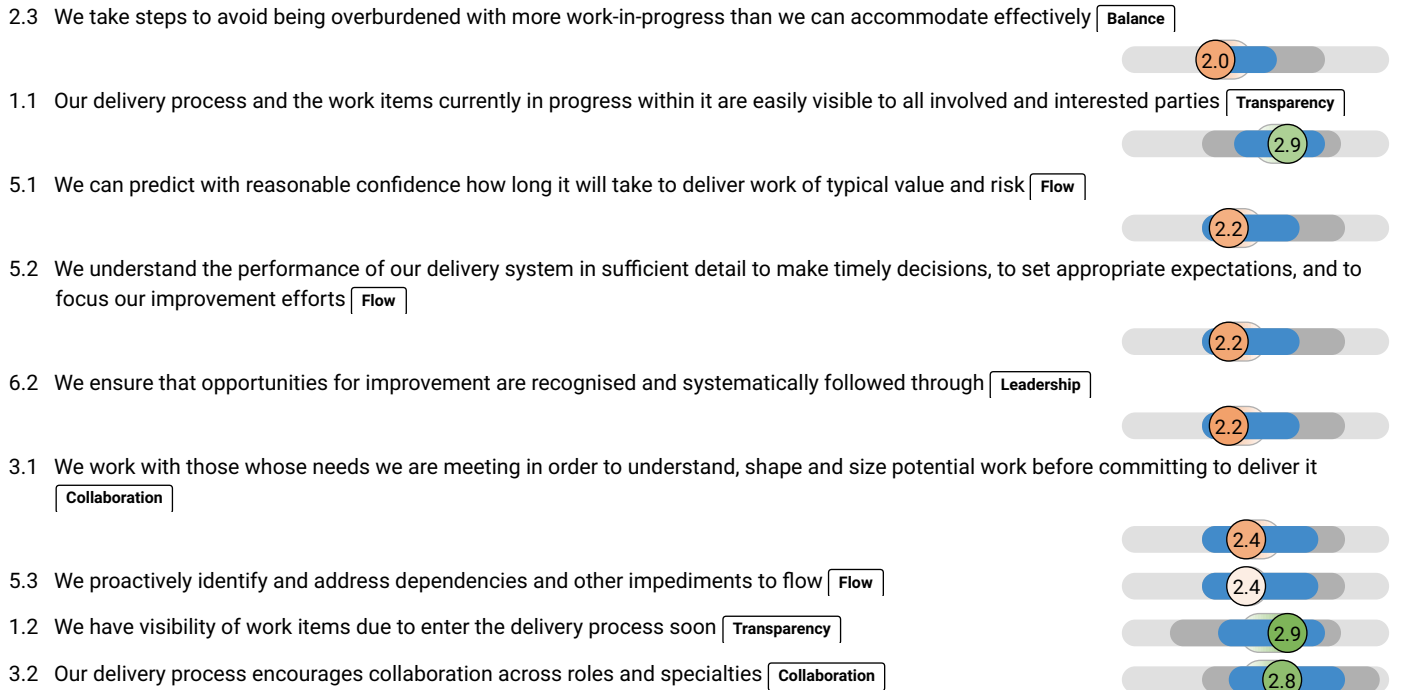 2.3 We take steps to avoid being overburdened with more work-in-progress than we can accommodate effectively Balance
2.0
1.1 Our delivery process and the work items currently in progress within it are easily visible to all involved and interested parties Transparency
2.9
5.1 We can predict with reasonable confidence how long it will take to deliver work of typical value and risk Flow
2.2
5.2 We understand the performance of our delivery system in sufficient detail to make timely decisions, to set appropriate expectations, and to
focus our improvement efforts Flow
2.2
6.2 We ensure that opportunities for improvement are recognised and systematically followed through Leadership
2.2
3.1 We work with those whose needs we are meeting in order to understand, shape and size potential work before committing to deliver it
Collaboration
2.4
5.3 We proactively identify and address dependencies and other impediments to flow Flow
2.4
1.2 We have visibility of work items due to enter the delivery process soon Transparency
2.9
3.2 Our delivery process encourages collaboration across roles and specialties Collaboration
2.8